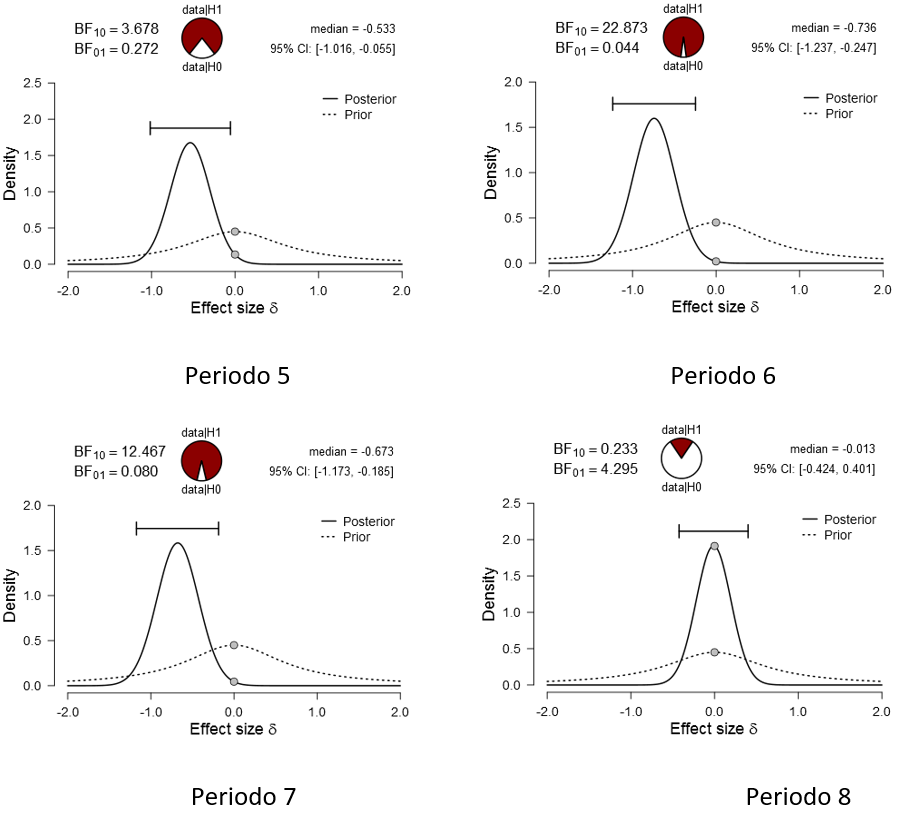 data|H1
BF10 = 3.678
BF01 = 0.272
data|H0
median = -0.533
95% CI: [-1.016, -0.055]
2.5
2.0
1.5
1.0
0.5
0.0
Density
Posterior
Prior
-2.0 -1.0 0.0 1.0 2.0
Effect size δ
Periodo 5
data|H1
BF10 = 22.873
BF01 = 0.044
data|H0
median = -0.736
95% CI: [-1.237, -0.247]
2.0
1.5
1.0
0.5
0.0
Density
Posterior
Prior
-2.0 -1.0 0.0 1.0 2.0
Effect size δ
Periodo 6
data|H1
BF10 = 12.467
BF01 = 0.080
data|H0
median = -0.673
95% CI: [-1.173, -0.185]
2.0
1.5
1.0
0.5
0.0
Density
Posterior
Prior
-2.0 -1.0 0.0 1.0 2.0
Effect size δ
Periodo 7
data|H1
BF10 = 0.233
BF01 = 4.295
data|H0
median = -0.013
95% CI: [-0.424, 0.401]
2.5
2.0
1.5
1.0
0.5
0.0
Density
Posterior
Prior
-2.0 -1.0 0.0 1.0 2.0
Effect size δ
Periodo 8